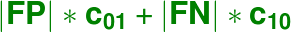 |FP| ∗ c₀₁ + |FN| ∗ c₁₀